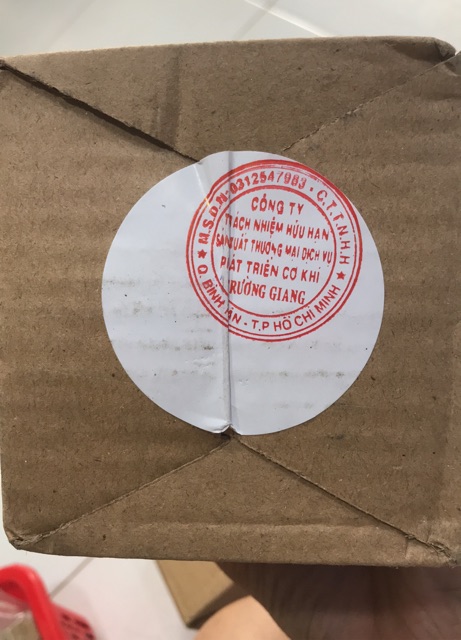 M.S.D.N: 0312547983 - C.T.T.N.H.H
CÔNG TY
TRÁCH NHIỆM HỮU HẠN
SẢN XUẤT THƯƠNG MẠI DỊCH VỤ
PHÁT TRIỂN CƠ KHÍ
TRƯỜNG GIANG
Q BÌNH TÂN - T.P HỒ CHÍ MINH